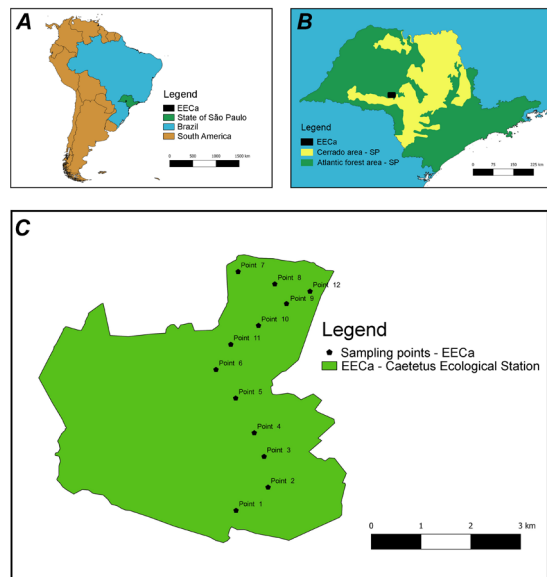 A
Legend
EECa
State of São Paulo
Brazil
South America
0 500 1000 1500 km
B
Legend
EECa
Cerrado area - SP
Atlantic forest area - SP
0 75 150 225 km
C
Point 7
Point 8
Point 12
Point 9
Point 10
Point 11
Point 6
Point 5
Point 4
Point 3
Point 2
Point 1
Legend
Sampling points - EECa
EECa - Caetetus Ecological Station
0 1 2 3 km